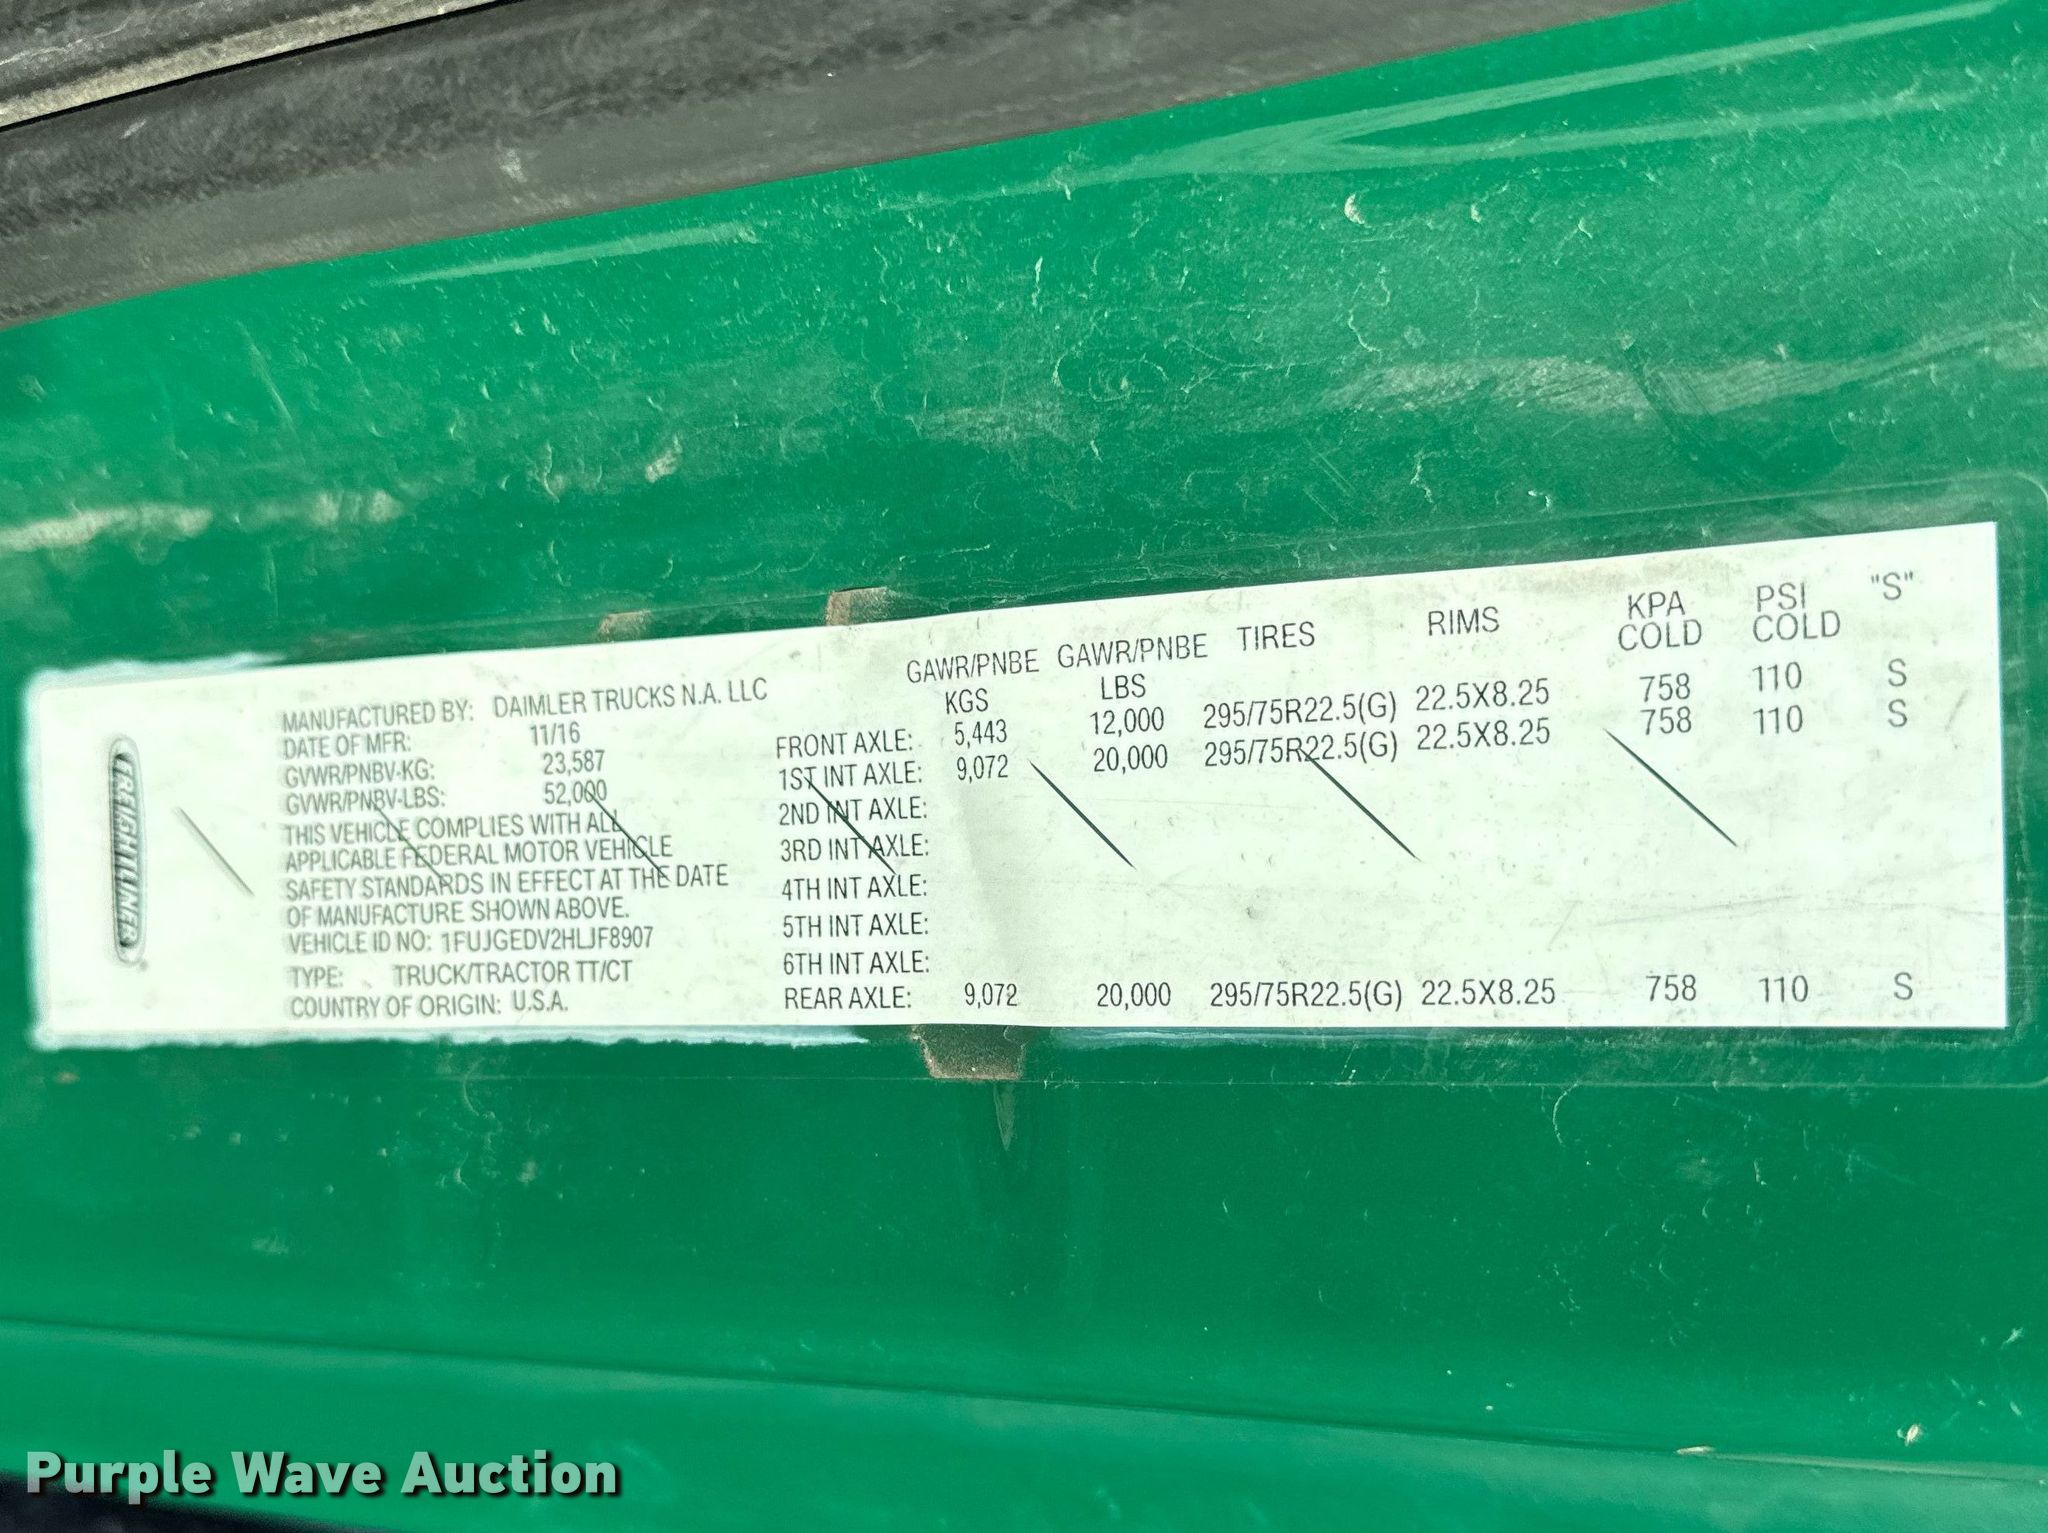 FREIGHTLINER
MANUFACTURED BY: DAIMLER TRUCKS N.A. LLC
DATE OF MFR: 11/16
GVWR/PNBV-KG: 23,587
GVWR/PNBV-LBS: 52,000
THIS VEHICLE COMPLIES WITH ALL
APPLICABLE FEDERAL MOTOR VEHICLE
SAFETY STANDARDS IN EFFECT AT THE DATE
OF MANUFACTURE SHOWN ABOVE.
VEHICLE ID NO: 1FUJGEDV2HLJF8907
TYPE: TRUCK/TRACTOR TT/CT
COUNTRY OF ORIGIN: U.S.A.
GAWR/PNBE KGS GAWR/PNBE LBS TIRES RIMS KPA COLD PSI COLD "S"
FRONT AXLE: 5,443 12,000 295/75R22.5(G) 22.5X8.25 758 110 S
1ST INT AXLE: 9,072 20,000 295/75R22.5(G) 22.5X8.25 758 110 S
2ND INT AXLE:
3RD INT AXLE:
4TH INT AXLE:
5TH INT AXLE:
6TH INT AXLE:
REAR AXLE: 9,072 20,000 295/75R22.5(G) 22.5X8.25 758 110 S
Purple Wave Auction